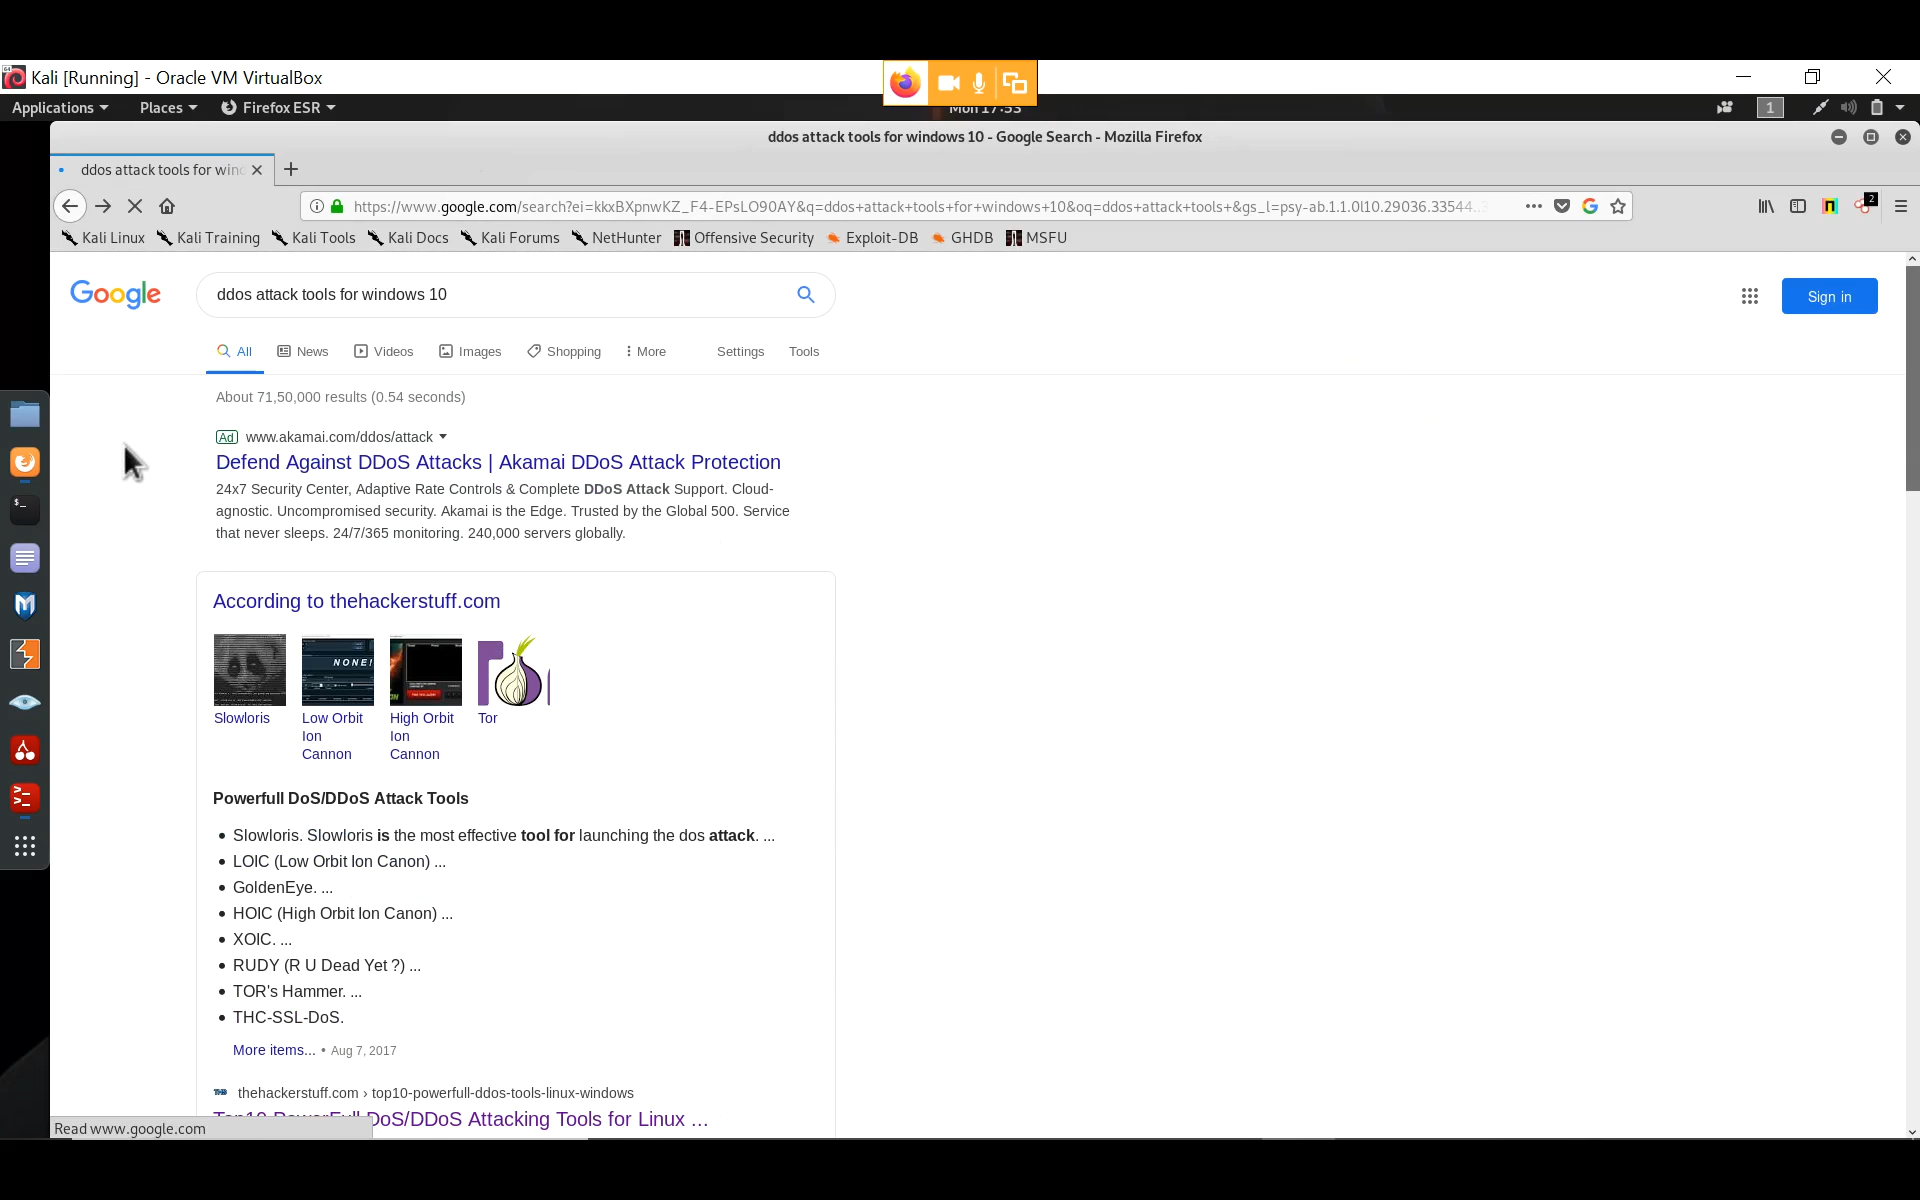 Kali [Running] - Oracle VM VirtualBox
Applications Places Firefox ESR Mon 17:53 1
ddos attack tools for windows 10 - Google Search - Mozilla Firefox
ddos attack tools for wind
https://www.google.com/search?ei=kkxBXpnwKZ_F4-EPsLO90AY&q=ddos+attack+tools+for+windows+10&oq=ddos+attack+tools+&gs_l=psy-ab.1.1.0l10.29036.33544..3 2
Kali Linux Kali Training Kali Tools Kali Docs Kali Forums NetHunter Offensive Security Exploit-DB GHDB MSFU
Google ddos attack tools for windows 10 Sign in
All News Videos Images Shopping More Settings Tools
About 71,50,000 results (0.54 seconds)
Ad www.akamai.com/ddos/attack
Defend Against DDoS Attacks | Akamai DDoS Attack Protection
24x7 Security Center, Adaptive Rate Controls & Complete DDoS Attack Support. Cloud-
agnostic. Uncompromised security. Akamai is the Edge. Trusted by the Global 500. Service
that never sleeps. 24/7/365 monitoring. 240,000 servers globally.
According to thehackerstuff.com
NONE!
Slowloris Low Orbit High Orbit Tor
Ion Ion
Cannon Cannon
Powerfull DoS/DDoS Attack Tools
Slowloris. Slowloris is the most effective tool for launching the dos attack. ...
LOIC (Low Orbit Ion Canon) ...
GoldenEye. ...
HOIC (High Orbit Ion Canon) ...
XOIC. ...
RUDY (R U Dead Yet ?) ...
TOR's Hammer. ...
THC-SSL-DoS.
More items... • Aug 7, 2017
thehackerstuff.com › top10-powerfull-ddos-tools-linux-windows
Top10 PowerFull DoS/DDoS Attacking Tools for Linux ...
Read www.google.com